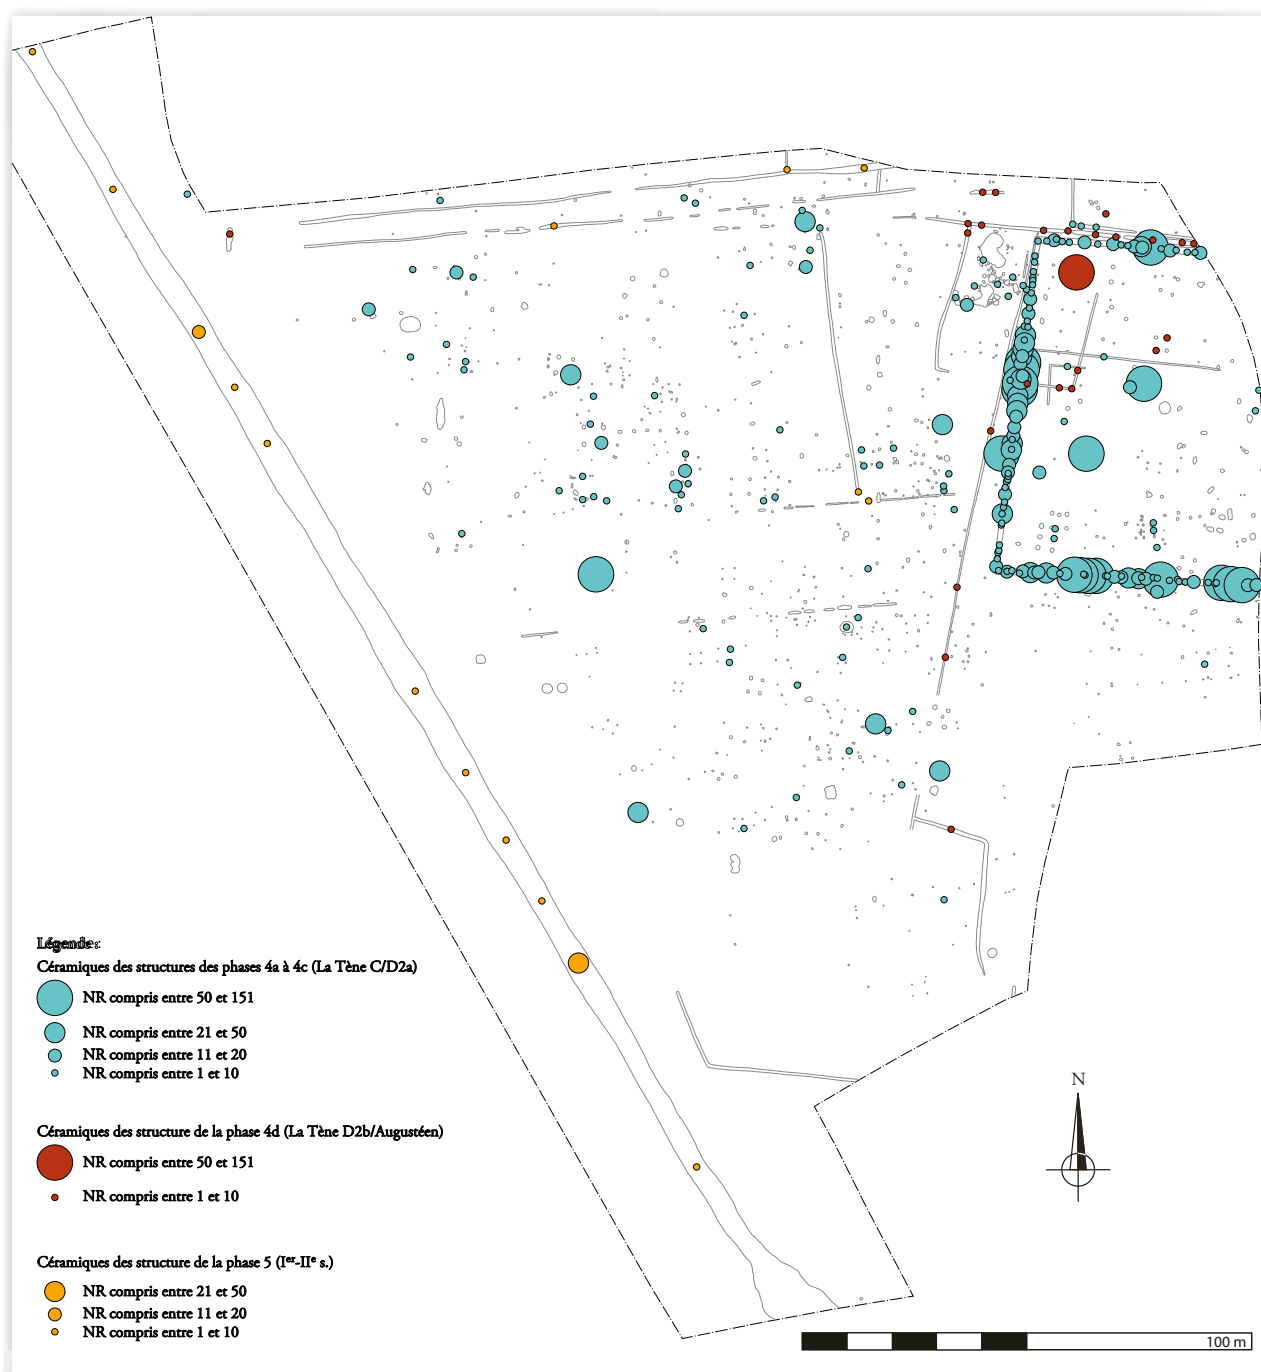 Légende :
Céramiques des structures des phases 4a à 4c (La Tène C/D2a)
NR compris entre 50 et 151
NR compris entre 21 et 50
NR compris entre 11 et 20
NR compris entre 1 et 10
Céramiques des structure de la phase 4d (La Tène D2b/Augustéen)
NR compris entre 50 et 151
NR compris entre 1 et 10
Céramiques des structure de la phase 5 (Iᵉʳ-IIᵉ s.)
NR compris entre 21 et 50
NR compris entre 11 et 20
NR compris entre 1 et 10
N
100 m